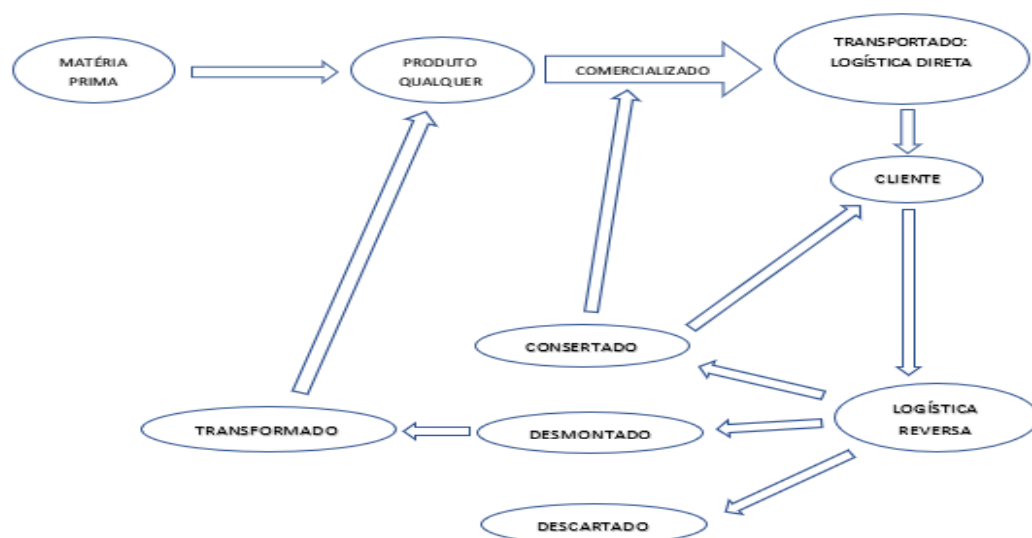 MATÉRIA
PRIMA
PRODUTO
QUALQUER
COMERCIALIZADO
TRANSPORTADO:
LOGÍSTICA DIRETA
CLIENTE
CONSERTADO
LOGÍSTICA
REVERSA
TRANSFORMADO
DESMONTADO
DESCARTADO